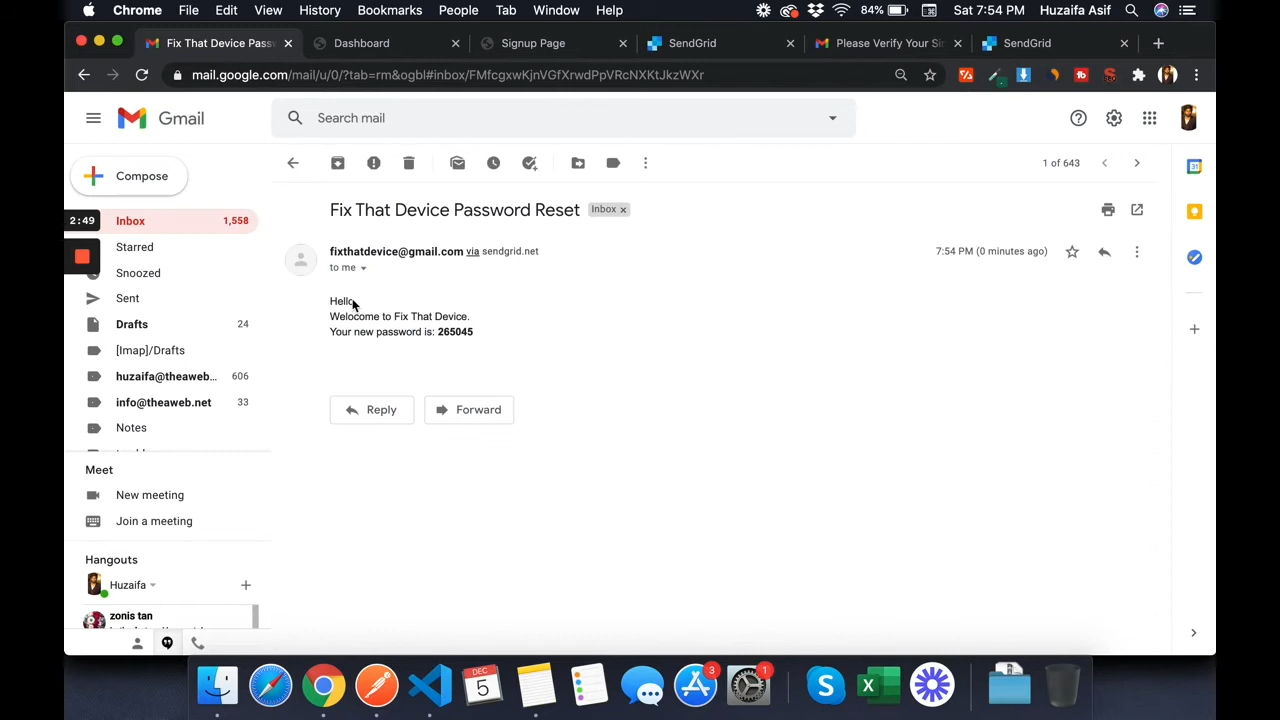 Chrome File Edit View History Bookmarks People Tab Window Help 84% Sat 7:54 PM Huzaifa Asif
Fix That Device Passw Dashboard Signup Page SendGrid Please Verify Your Si SendGrid
mail.google.com/mail/u/0/?tab=rm&ogbl#inbox/FMfcgxwKjnVGfXrwdPpVRcNXKtJkzWXr
Gmail
Search mail
Compose
1 of 643
2:49
Inbox 1,558
Starred
Snoozed
Sent
Drafts 24
[Imap]/Drafts
huzaifa@theaweb... 606
info@theaweb.net 33
Notes
Fix That Device Password Reset Inbox x
fixthatdevice@gmail.com via sendgrid.net 7:54 PM (0 minutes ago)
to me
Hello
Welocome to Fix That Device.
Your new password is: 265045
Reply Forward
Meet
New meeting
Join a meeting
Hangouts
Huzaifa
zonis tan
DEC
5
3
1